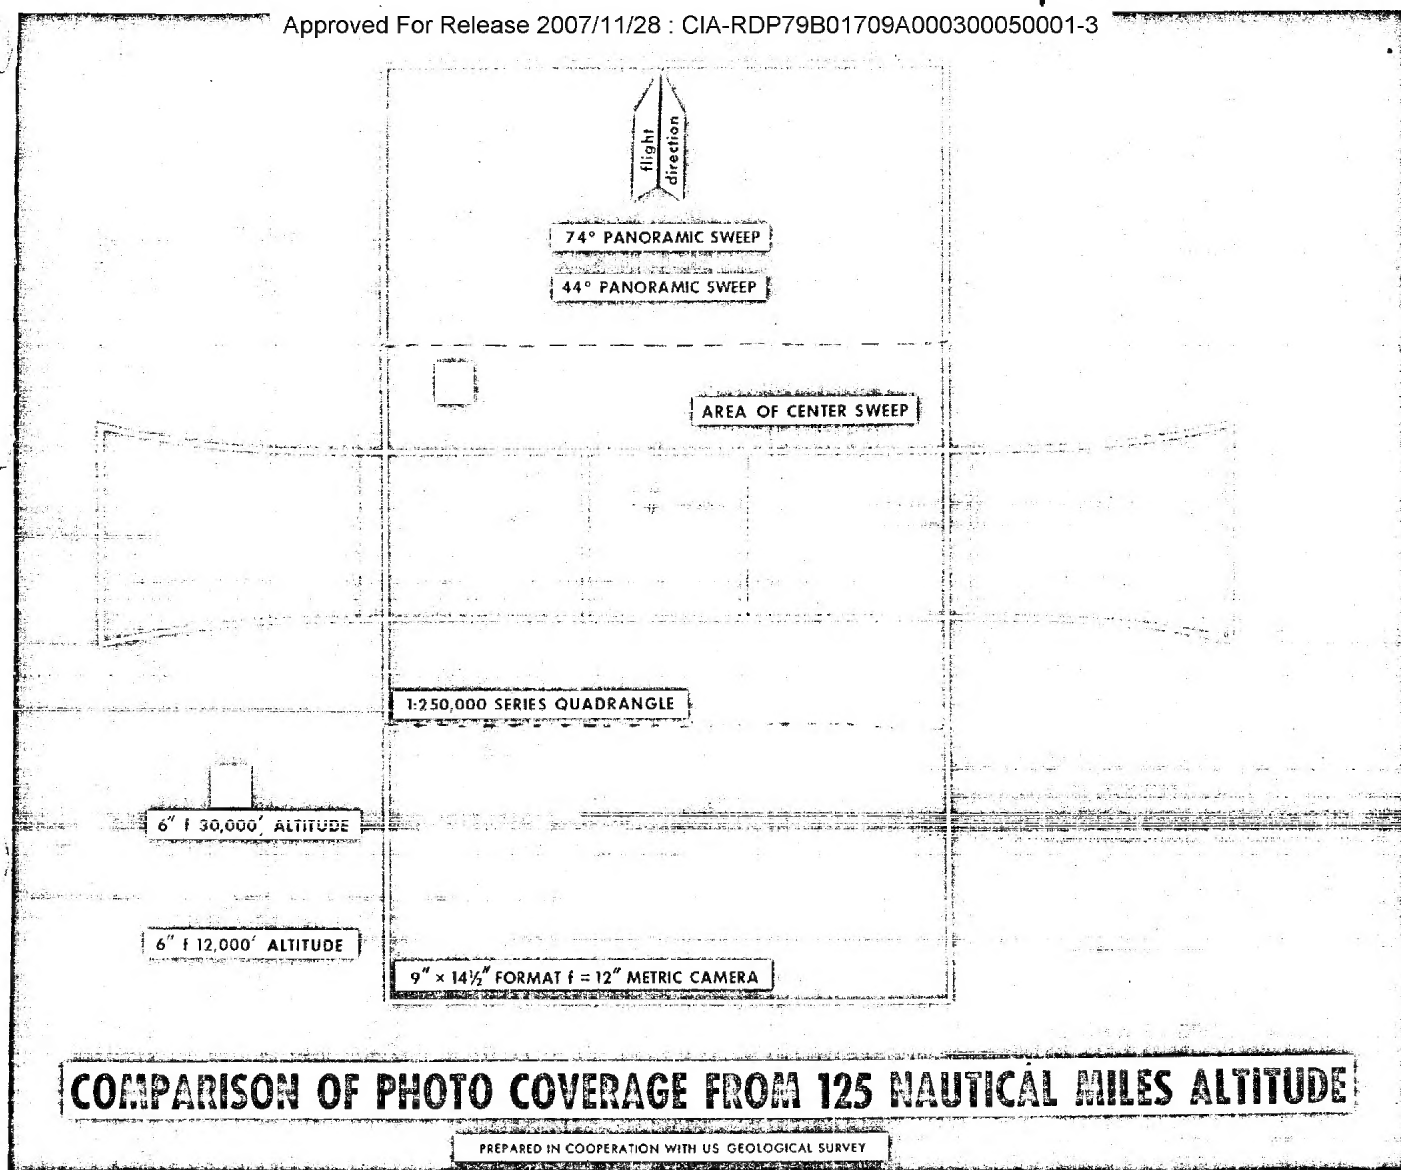 Approved For Release 2007/11/28 : CIA-RDP79B01709A000300050001-3
flight
direction
74° PANORAMIC SWEEP
44° PANORAMIC SWEEP
AREA OF CENTER SWEEP
1:250,000 SERIES QUADRANGLE
6" f 30,000' ALTITUDE
6" f 12,000' ALTITUDE
9" × 14½" FORMAT f = 12" METRIC CAMERA
COMPARISON OF PHOTO COVERAGE FROM 125 NAUTICAL MILES ALTITUDE
PREPARED IN COOPERATION WITH US GEOLOGICAL SURVEY